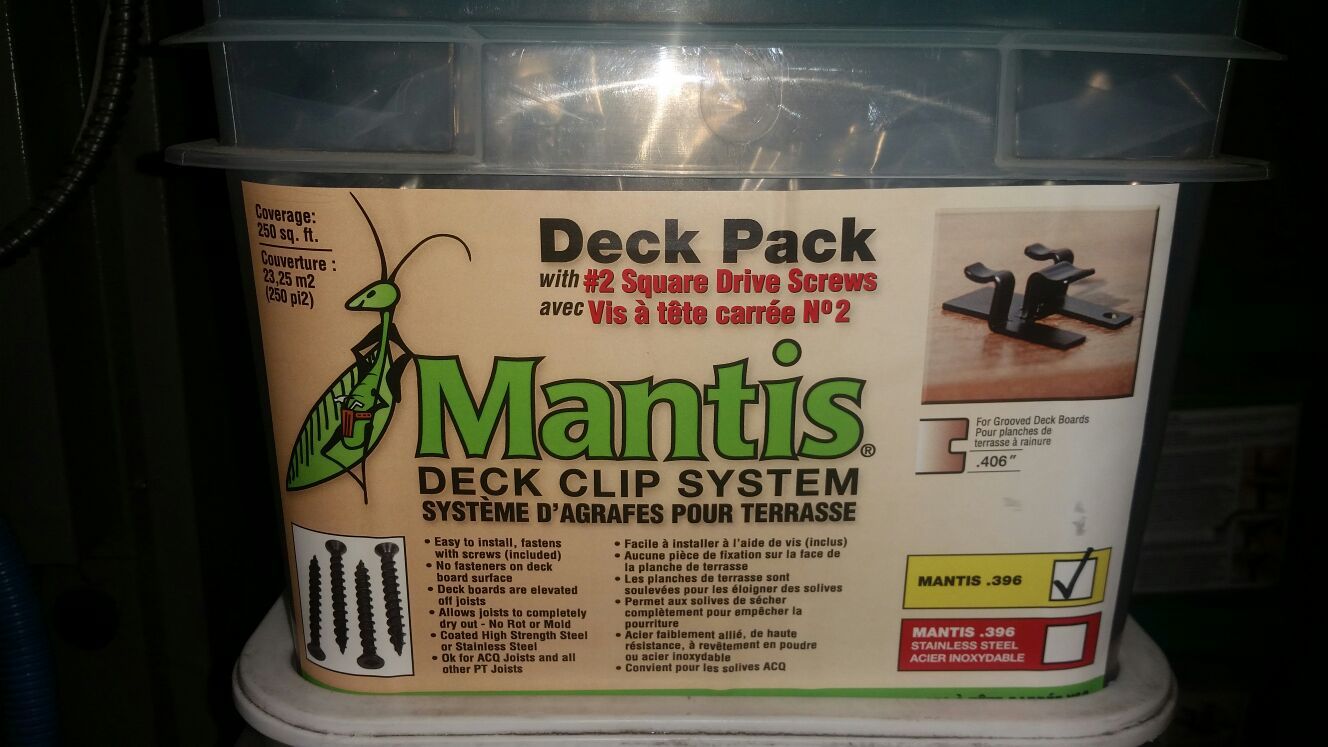 Coverage:
250 sq. ft.
Couverture :
23,25 m2
(250 pi2)
Deck Pack
with #2 Square Drive Screws
avec Vis à tête carrée Nº 2
Mantis®
DECK CLIP SYSTEM
SYSTÈME D'AGRAFES POUR TERRASSE
• Easy to install, fastens
with screws (included)
• No fasteners on deck
board surface
• Deck boards are elevated
off joists
• Allows joists to completely
dry out - No Rot or Mold
• Coated High Strength Steel
or Stainless Steel
• Ok for ACQ Joists and all
other PT Joists
• Facile à installer à l'aide de vis (inclus)
• Aucune pièce de fixation sur la face de
la planche de terrasse
• Les planches de terrasse sont
soulevées pour les éloigner des solives
• Permet aux solives de sécher
complètement pour empêcher la
pourriture
• Acier faiblement allié, de haute
résistance, à revêtement en poudre
ou acier inoxydable
• Convient pour les solives ACQ
For Grooved Deck Boards
Pour planches de
terrasse à rainure
.406"
MANTIS .396
MANTIS .396
STAINLESS STEEL
ACIER INOXYDABLE